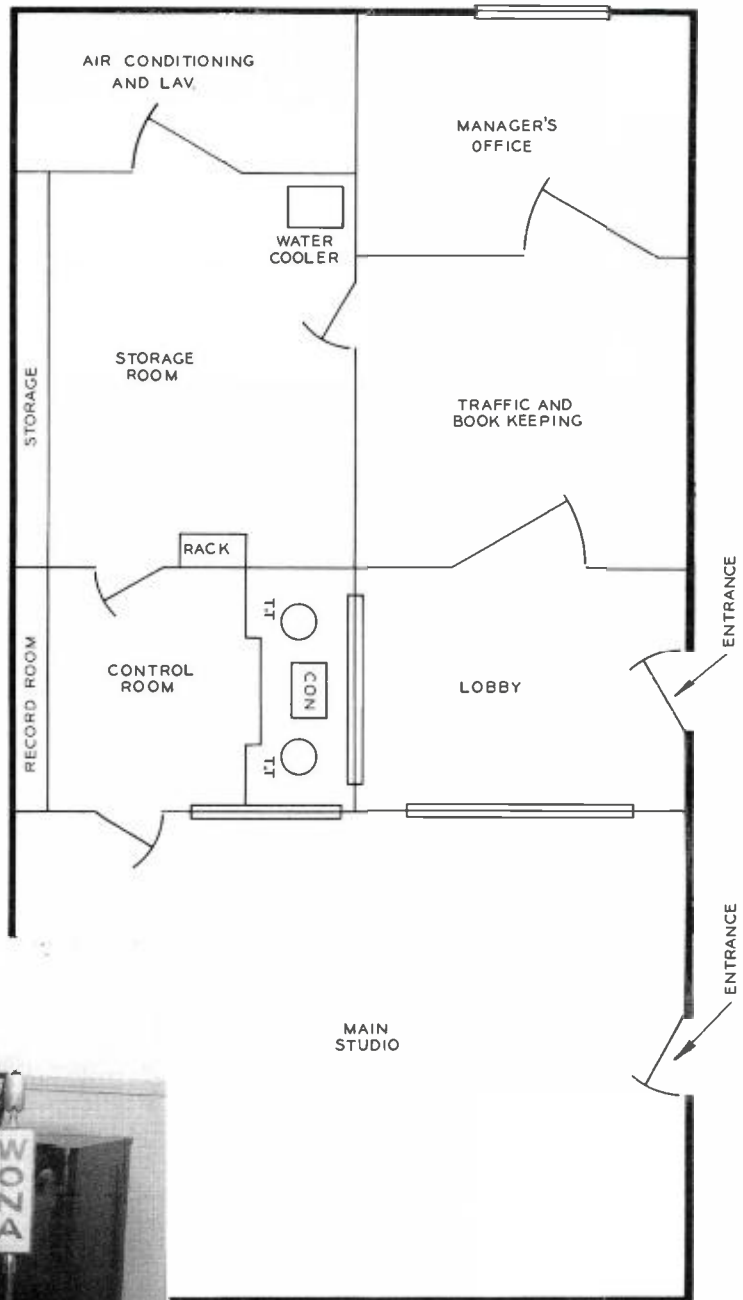 AIR CONDITIONING
AND LAV.
MANAGER'S
OFFICE
WATER
COOLER
STORAGE
ROOM
STORAGE
TRAFFIC AND
BOOK KEEPING
RACK
T.T
RECORD ROOM
CONTROL
ROOM
CON
LOBBY
ENTRANCE
T.T
ENTRANCE
MAIN
STUDIO
WONA